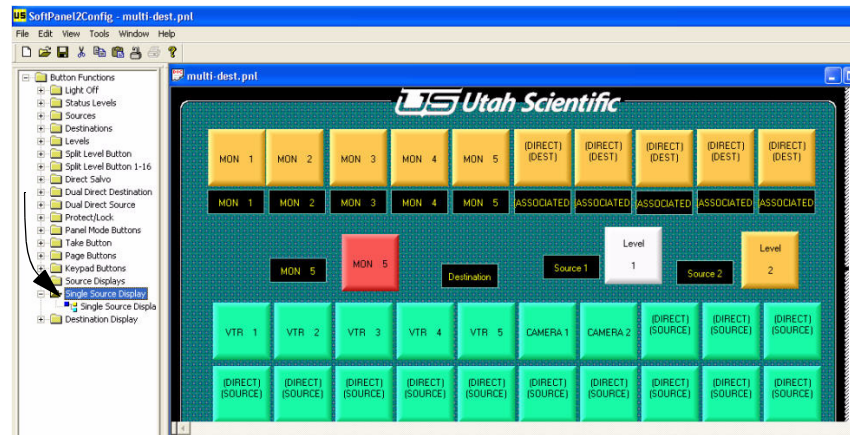 US SoftPanel2Config - multi-dest.pnl
File Edit View Tools Window Help
Button Functions
Light Off
Status Levels
Sources
Destinations
Levels
Split Level Button
Split Level Button 1-16
Direct Salvo
Dual Direct Destination
Dual Direct Source
Protect/Lock
Panel Mode Buttons
Take Button
Page Buttons
Keypad Buttons
Source Displays
Single Source Display
Single Source Displa
Destination Display
multi-dest.pnl
US Utah Scientific
MON 1 MON 2 MON 3 MON 4 MON 5 (DIRECT) (DIRECT) (DIRECT) (DIRECT) (DIRECT)
(DEST) (DEST) (DEST) (DEST) (DEST)
MON 1 MON 2 MON 3 MON 4 MON 5 ASSOCIATED ASSOCIATED ASSOCIATED ASSOCIATED ASSOCIATED
MON 5 MON 5 Destination Source 1 Level 1 Source 2 Level 2
VTR 1 VTR 2 VTR 3 VTR 4 VTR 5 CAMERA 1 CAMERA 2 (DIRECT) (DIRECT) (DIRECT)
(SOURCE) (SOURCE) (SOURCE)
(DIRECT) (DIRECT) (DIRECT) (DIRECT) (DIRECT) (DIRECT) (DIRECT) (DIRECT) (DIRECT) (DIRECT)
(SOURCE) (SOURCE) (SOURCE) (SOURCE) (SOURCE) (SOURCE) (SOURCE) (SOURCE) (SOURCE) (SOURCE)